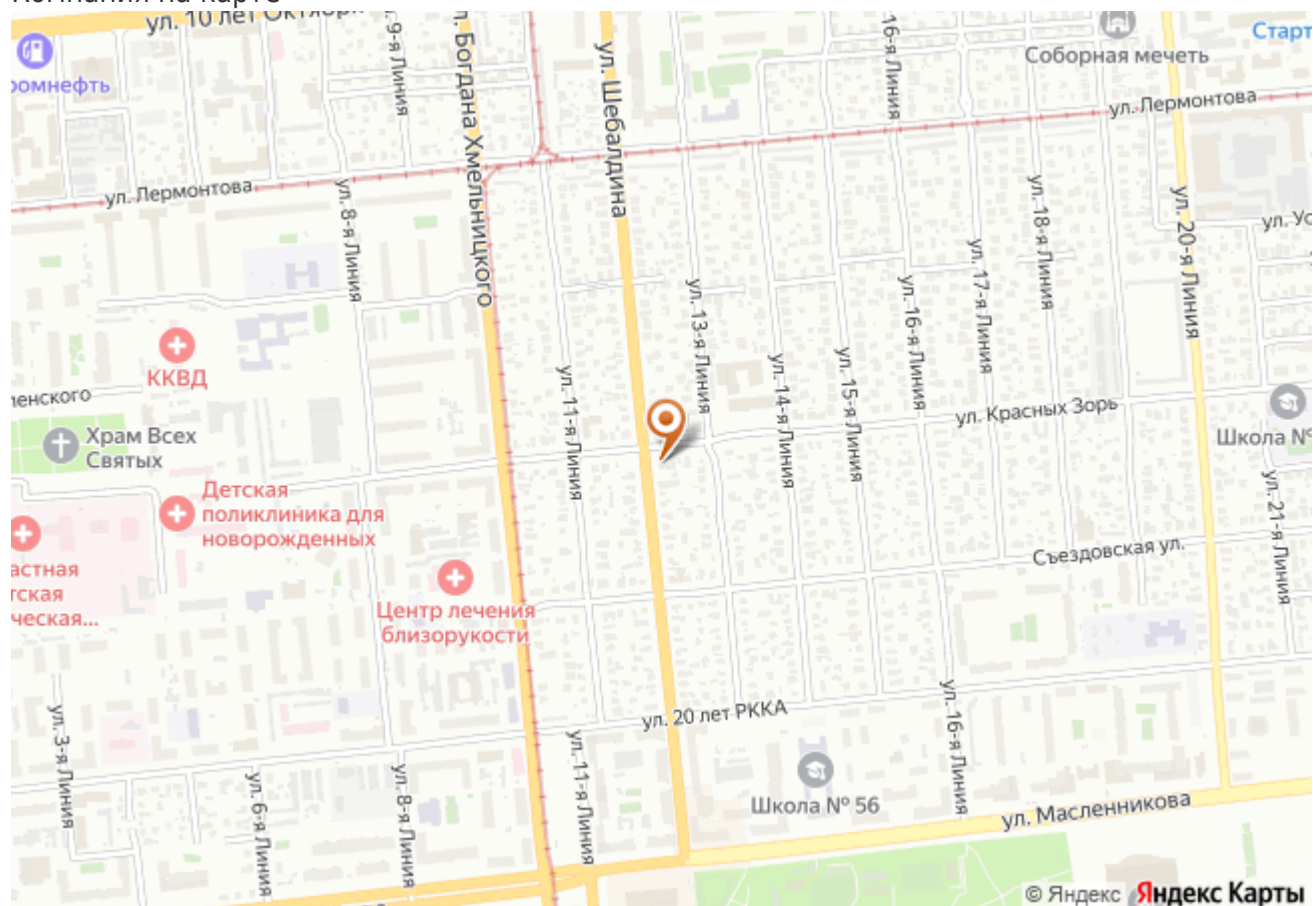 ул. 10 лет Октября
Старт
Соборная мечеть
ромнефть
ул. 9-я Линия
ул. Богдана Хмельницкого
ул. Шебалдина
ул. 16-я Линия
ул. Лермонтова
ул. Лермонтова
ул. 8-я Линия
ул. 18-я Линия
ул. 20-я Линия
ул. Ус
ул. 17-я Линия
ул. 13-я Линия
ул. 16-я Линия
ККВД
ленского
ул. 11-я Линия
ул. 14-я Линия
ул. 15-я Линия
ул. Красных Зорь
Храм Всех
Святых
Школа №
Детская
поликлиника для
новорожденных
ул. 21-я Линия
Съездовская ул.
астная
тская
ческая...
Центр лечения
близорукости
ул. 3-я Линия
ул. 20 лет РККА
ул. 16-я Линия
ул. 11-я Линия
ул. 8-я Линия
ул. 6-я Линия
Школа № 56
ул. Масленникова
© Яндекс Яндекс Карты